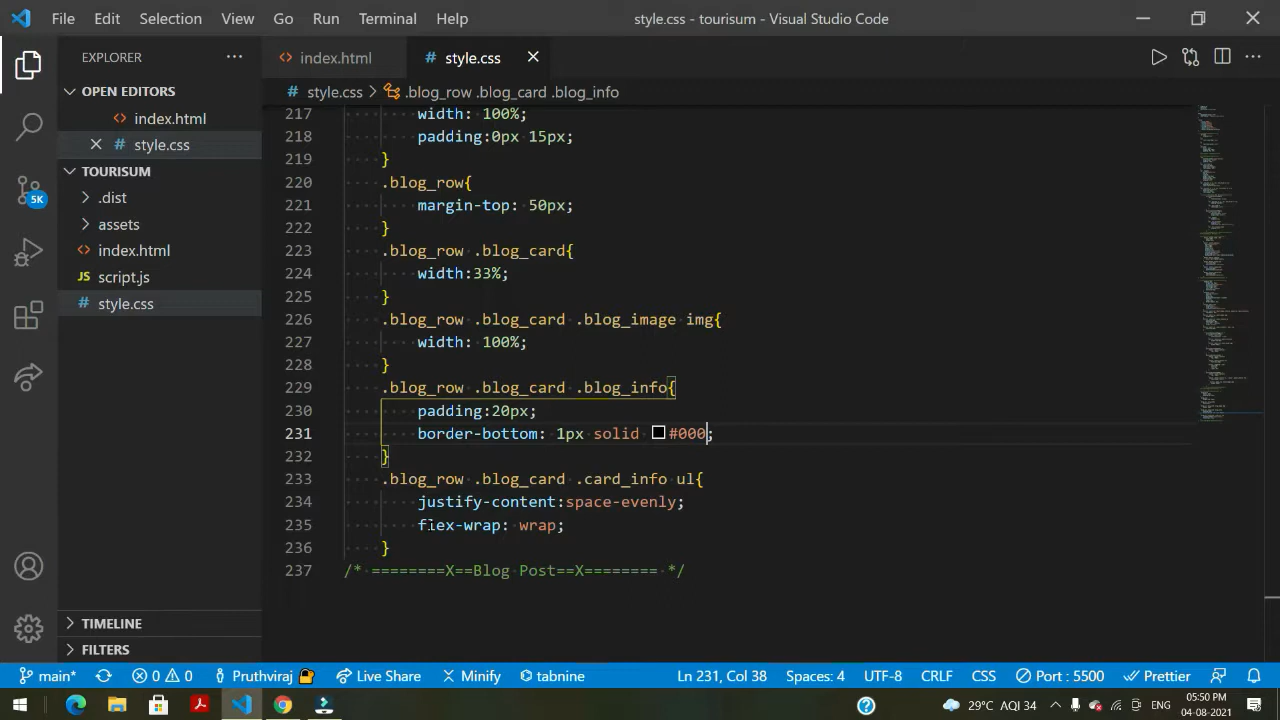 File Edit Selection View Go Run Terminal Help style.css - tourisum - Visual Studio Code
EXPLORER
index.html
style.css
OPEN EDITORS
style.css > .blog_row .blog_card .blog_info
index.html
style.css
TOURISUM
.dist
assets
index.html
script.js
style.css
5K
217 width: 100%;
218 padding:0px 15px;
219 }
220 .blog_row{
221 margin-top: 50px;
222 }
223 .blog_row .blog_card{
224 width:33%;
225 }
226 .blog_row .blog_card .blog_image img{
227 width: 100%;
228 }
229 .blog_row .blog_card .blog_info{
230 padding:20px;
231 border-bottom: 1px solid #000;
232 }
233 .blog_row .blog_card .card_info ul{
234 justify-content:space-evenly;
235 flex-wrap: wrap;
236 }
237 /* ========X==Blog Post==X======== */
TIMELINE
FILTERS
main* 0 0 Pruthviraj Live Share Minify tabnine Ln 231, Col 38 Spaces: 4 UTF-8 CRLF CSS Port : 5500 Prettier
29°C AQI 34 ENG 05:50 PM
04-08-2021